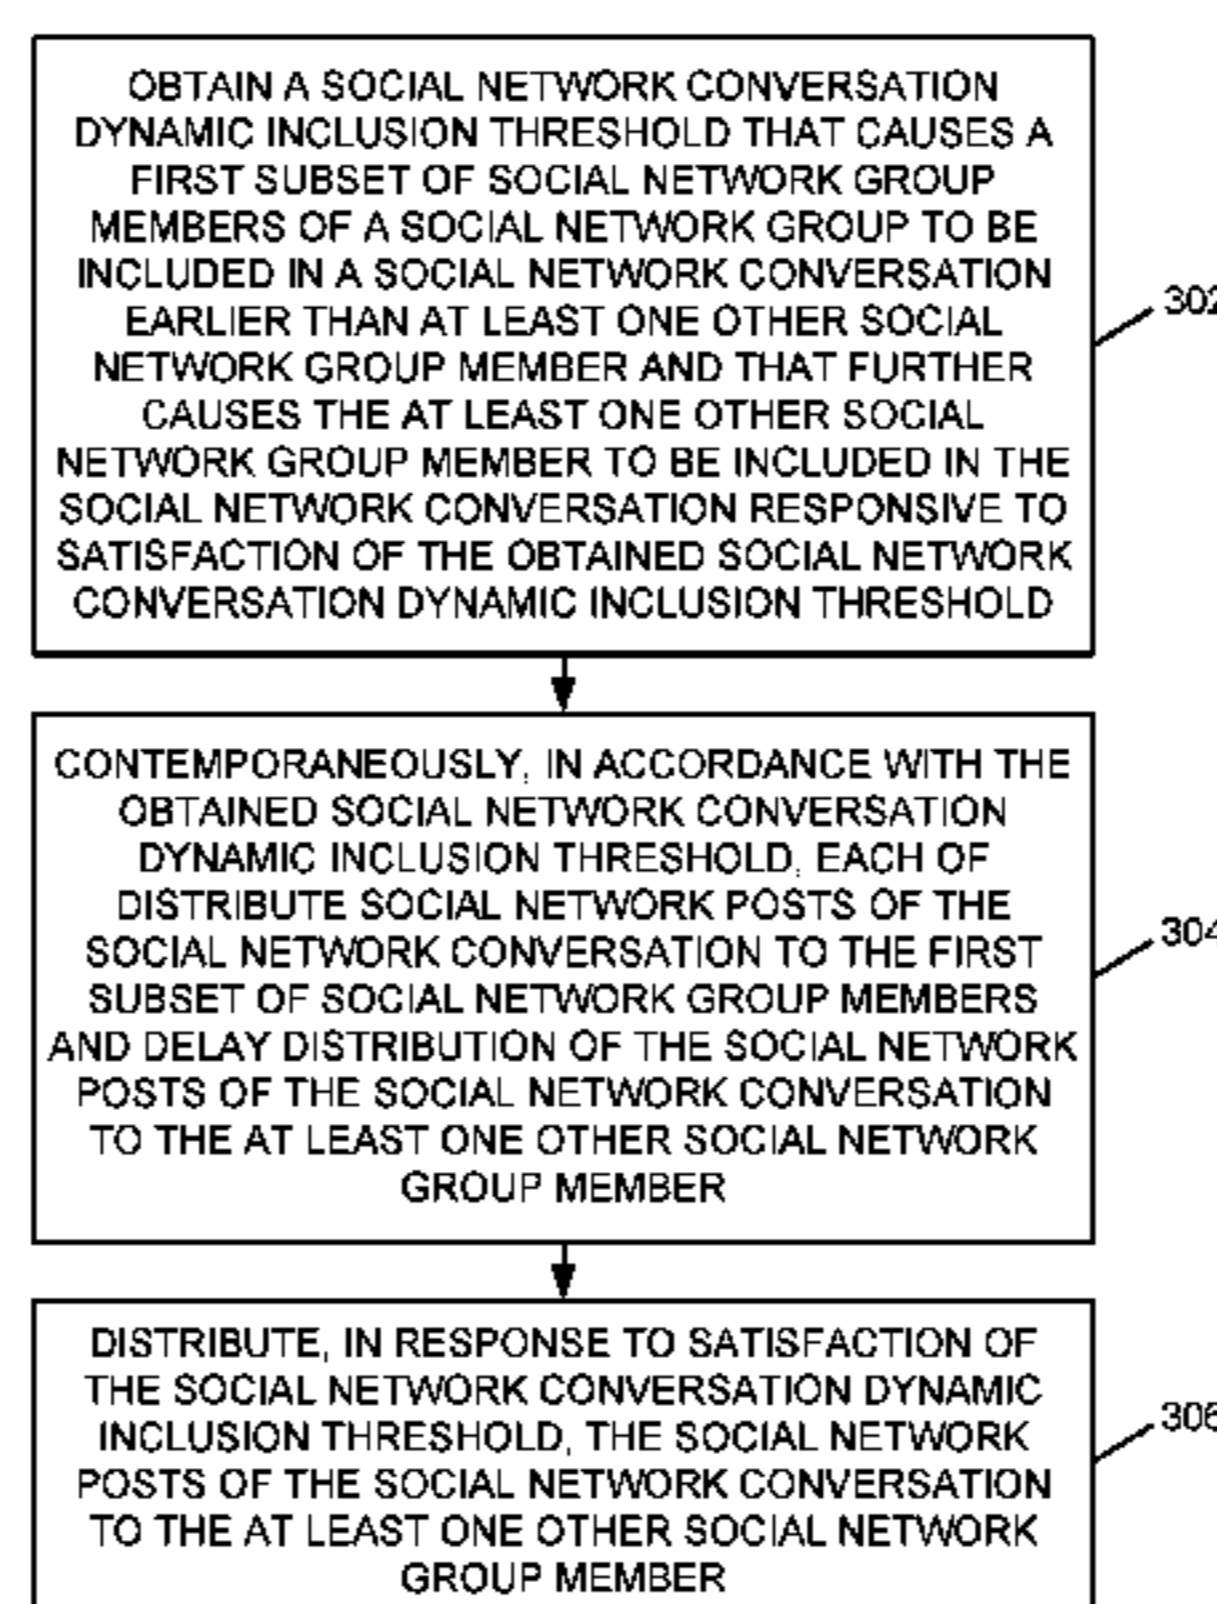 OBTAIN A SOCIAL NETWORK CONVERSATION
DYNAMIC INCLUSION THRESHOLD THAT CAUSES A
FIRST SUBSET OF SOCIAL NETWORK GROUP
MEMBERS OF A SOCIAL NETWORK GROUP TO BE
INCLUDED IN A SOCIAL NETWORK CONVERSATION
EARLIER THAN AT LEAST ONE OTHER SOCIAL
NETWORK GROUP MEMBER AND THAT FURTHER
CAUSES THE AT LEAST ONE OTHER SOCIAL
NETWORK GROUP MEMBER TO BE INCLUDED IN THE
SOCIAL NETWORK CONVERSATION RESPONSIVE TO
SATISFACTION OF THE OBTAINED SOCIAL NETWORK
CONVERSATION DYNAMIC INCLUSION THRESHOLD
302
CONTEMPORANEOUSLY, IN ACCORDANCE WITH THE
OBTAINED SOCIAL NETWORK CONVERSATION
DYNAMIC INCLUSION THRESHOLD, EACH OF
DISTRIBUTE SOCIAL NETWORK POSTS OF THE
SOCIAL NETWORK CONVERSATION TO THE FIRST
SUBSET OF SOCIAL NETWORK GROUP MEMBERS
AND DELAY DISTRIBUTION OF THE SOCIAL NETWORK
POSTS OF THE SOCIAL NETWORK CONVERSATION
TO THE AT LEAST ONE OTHER SOCIAL NETWORK
GROUP MEMBER
304
DISTRIBUTE, IN RESPONSE TO SATISFACTION OF
THE SOCIAL NETWORK CONVERSATION DYNAMIC
INCLUSION THRESHOLD, THE SOCIAL NETWORK
POSTS OF THE SOCIAL NETWORK CONVERSATION
TO THE AT LEAST ONE OTHER SOCIAL NETWORK
GROUP MEMBER
306